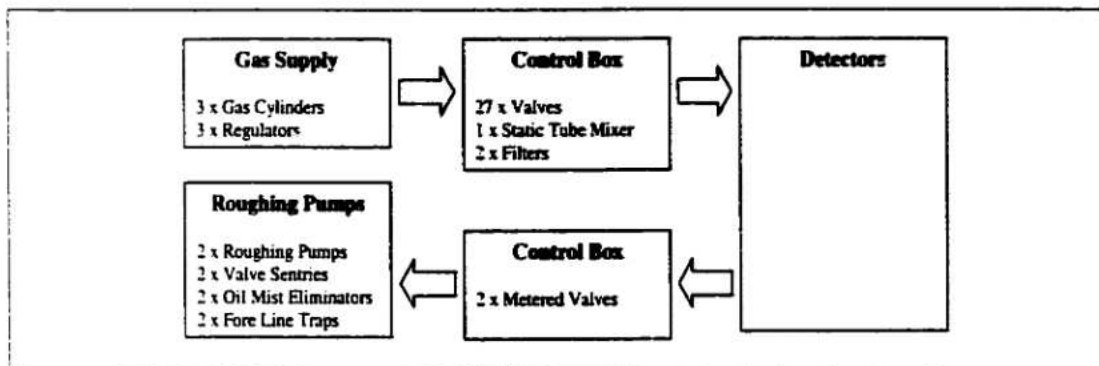 Gas Supply
3 x Gas Cylinders
3 x Regulators
Control Box
27 x Valves
1 x Static Tube Mixer
2 x Filters
Detectors
Roughing Pumps
2 x Roughing Pumps
2 x Valve Sentries
2 x Oil Mist Eliminators
2 x Fore Line Traps
Control Box
2 x Metered Valves